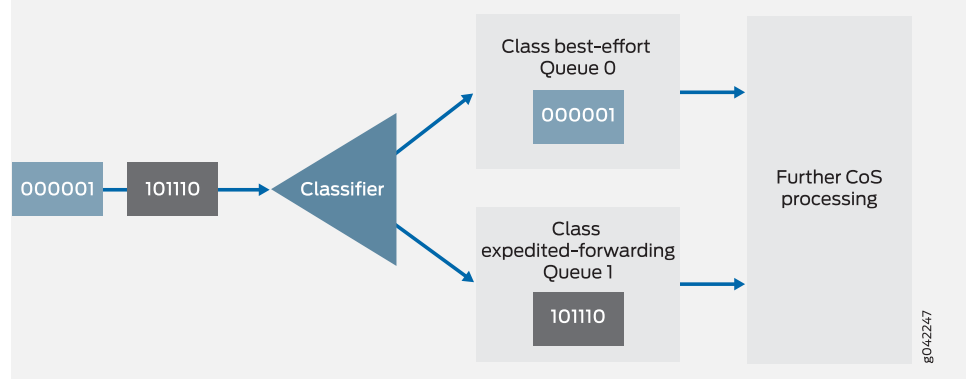 000001
101110
Classifier
Class best-effort
Queue 0
000001
Class
expedited-forwarding
Queue 1
101110
Further CoS
processing
g042247